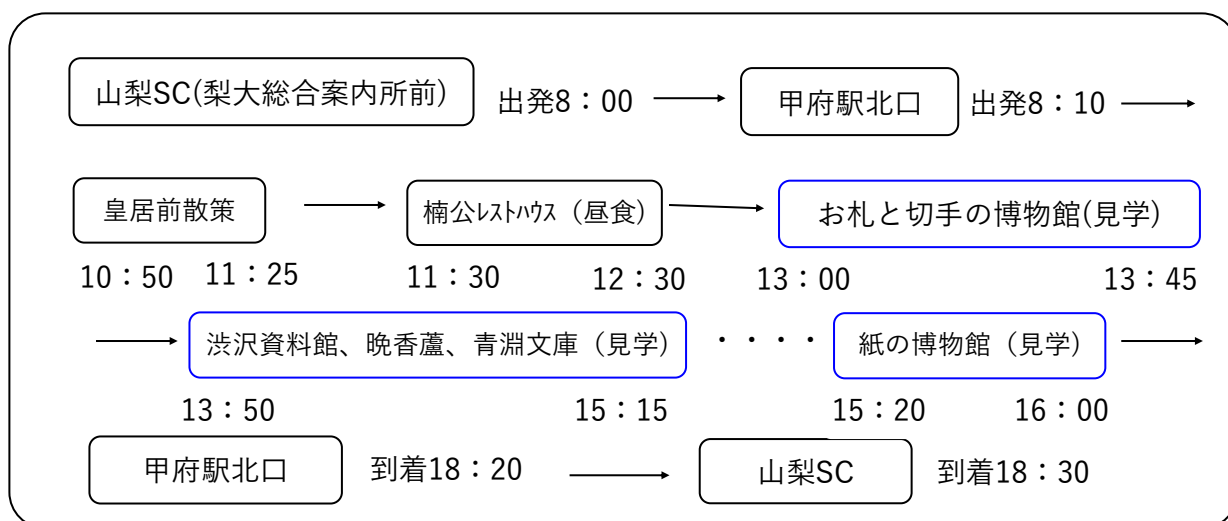 山梨SC(梨大総合案内所前) 出発8：00 → 甲府駅北口 出発8：10 →
皇居前散策 → 楠公ﾚｽﾄﾊｳｽ（昼食） → お札と切手の博物館(見学)
10：50 11：25 11：30 12：30 13：00 13：45
→ 渋沢資料館、晩香蘆、青淵文庫（見学） ・・・・ 紙の博物館（見学） →
13：50 15：15 15：20 16：00
甲府駅北口 到着18：20 → 山梨SC 到着18：30